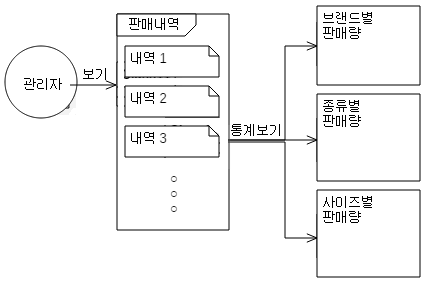 관리자
보기
판매내역
내역 1
내역 2
내역 3
통계보기
브랜드별
판매량
종류별
판매량
사이즈별
판매량